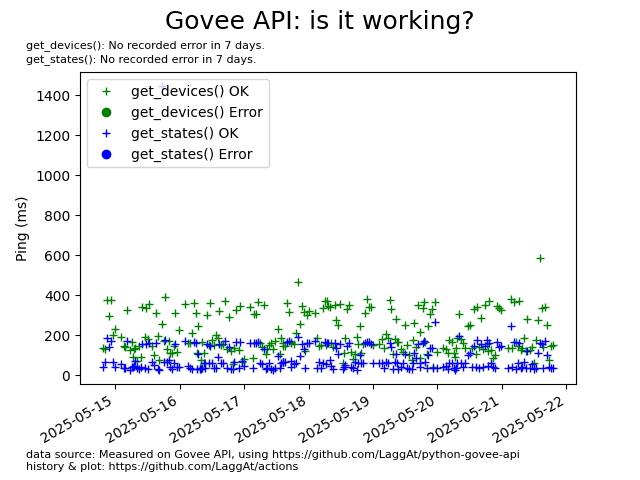 Govee API: is it working?
get_devices(): No recorded error in 7 days.
get_states(): No recorded error in 7 days.
1400
1200
1000
800
600
400
200
0
Ping (ms)
get_devices() OK
get_devices() Error
get_states() OK
get_states() Error
2025-05-15
2025-05-16
2025-05-17
2025-05-18
2025-05-19
2025-05-20
2025-05-21
2025-05-22
data source: Measured on Govee API, using https://github.com/LaggAt/python-govee-api
history & plot: https://github.com/LaggAt/actions